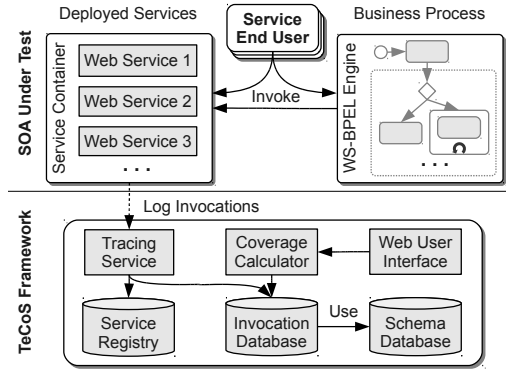 Deployed Services
Service
End User
Business Process
SOA Under Test
Service Container
Web Service 1
Web Service 2
Web Service 3
. . .
Invoke
WS-BPEL Engine
. . .
Log Invocations
TeCoS Framework
Tracing
Service
Coverage
Calculator
Web User
Interface
Service
Registry
Invocation
Database
Use
Schema
Database